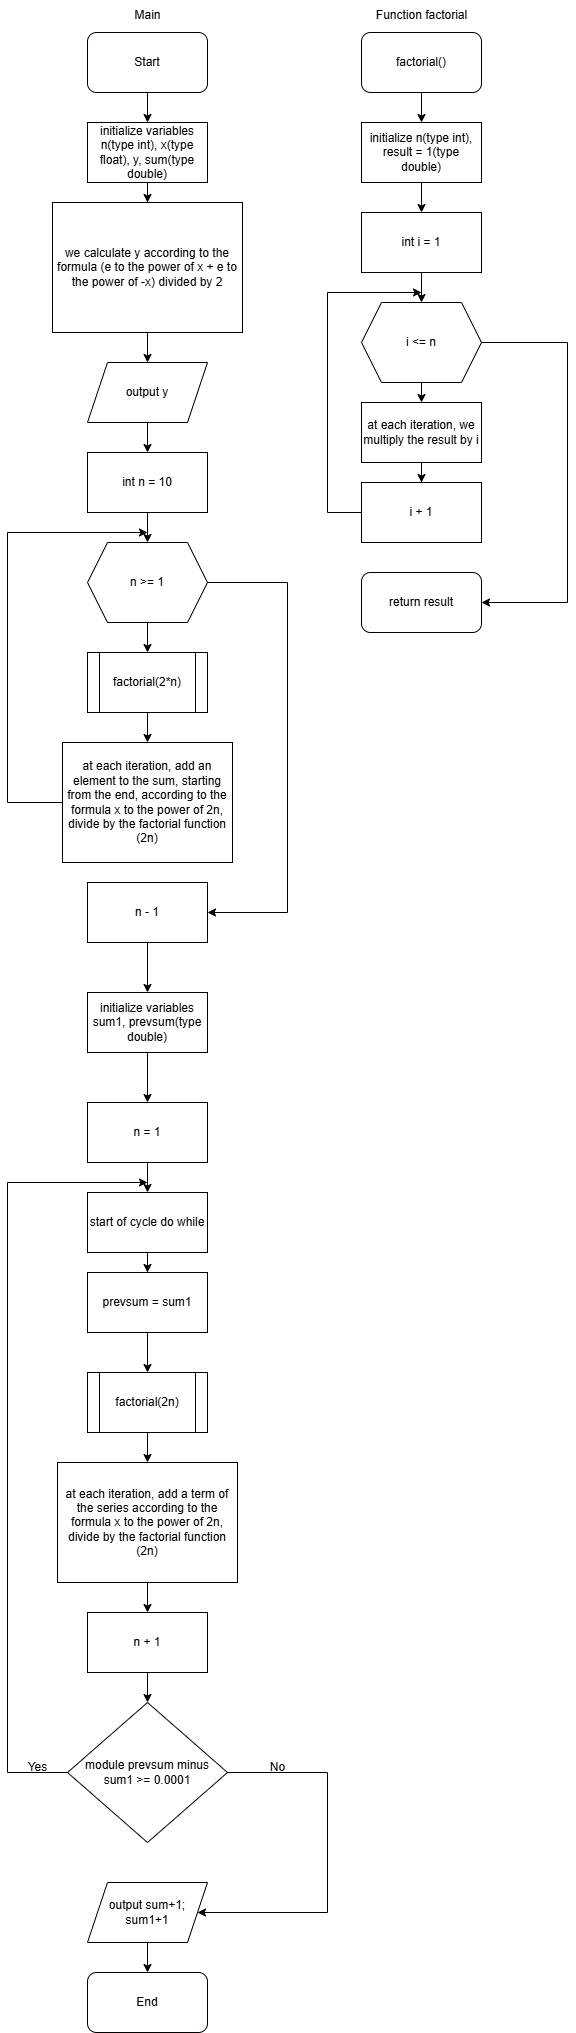 Main
Start
initialize variables
n(type int), x(type
float), y, sum(type
double)
we calculate y according to the
formula (e to the power of x + e to
the power of -x) divided by 2
output y
int n = 10
n >= 1
factorial(2*n)
at each iteration, add an
element to the sum, starting
from the end, according to the
formula x to the power of 2n,
divide by the factorial function
(2n)
n - 1
initialize variables
sum1, prevsum(type
double)
n = 1
start of cycle do while
prevsum = sum1
factorial(2n)
at each iteration, add a term of
the series according to the
formula x to the power of 2n,
divide by the factorial function
(2n)
n + 1
module prevsum minus
sum1 >= 0.0001
Yes
No
output sum+1;
sum1+1
End
Function factorial
factorial()
initialize n(type int),
result = 1(type
double)
int i = 1
i <= n
at each iteration, we
multiply the result by i
i + 1
return result